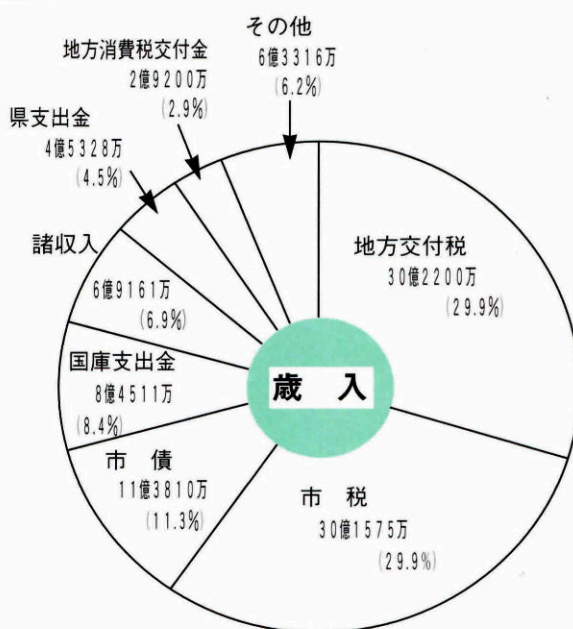 その他
6億3316万
(6.2%)
地方消費税交付金
2億9200万
(2.9%)
県支出金
4億5328万
(4.5%)
諸収入
6億9161万
(6.9%)
国庫支出金
8億4511万
(8.4%)
市 債
11億3810万
(11.3%)
市 税
30億1575万
(29.9%)
地方交付税
30億2200万
(29.9%)
歳 入